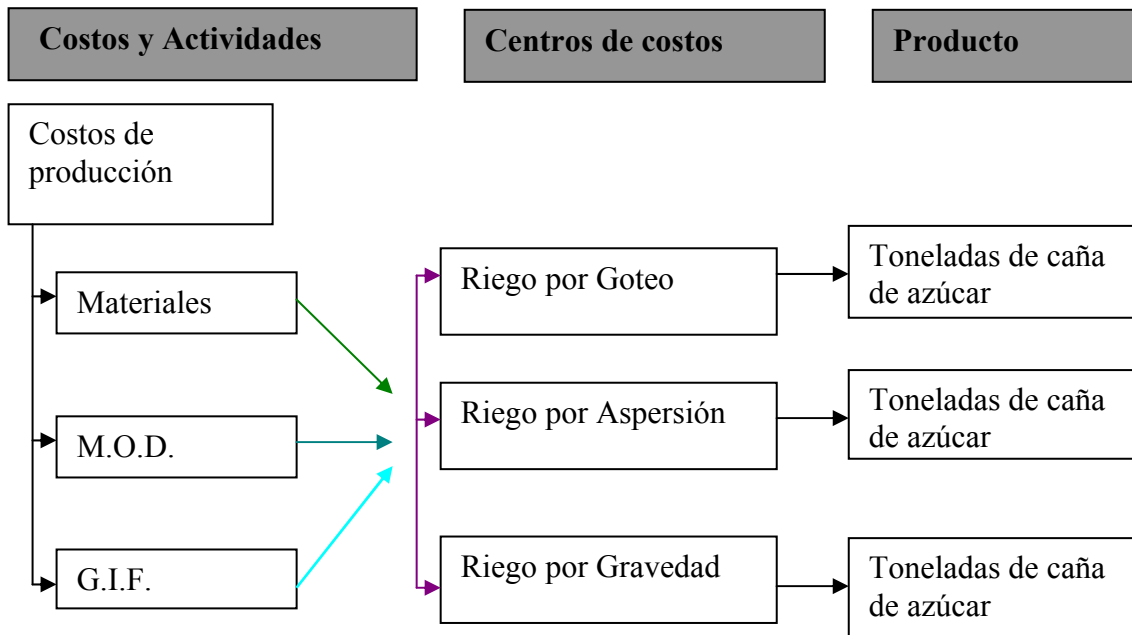 Costos y Actividades
Centros de costos
Producto
Costos de
producción
Materiales
M.O.D.
G.I.F.
Riego por Goteo
Riego por Aspersión
Riego por Gravedad
Toneladas de caña
de azúcar
Toneladas de caña
de azúcar
Toneladas de caña
de azúcar